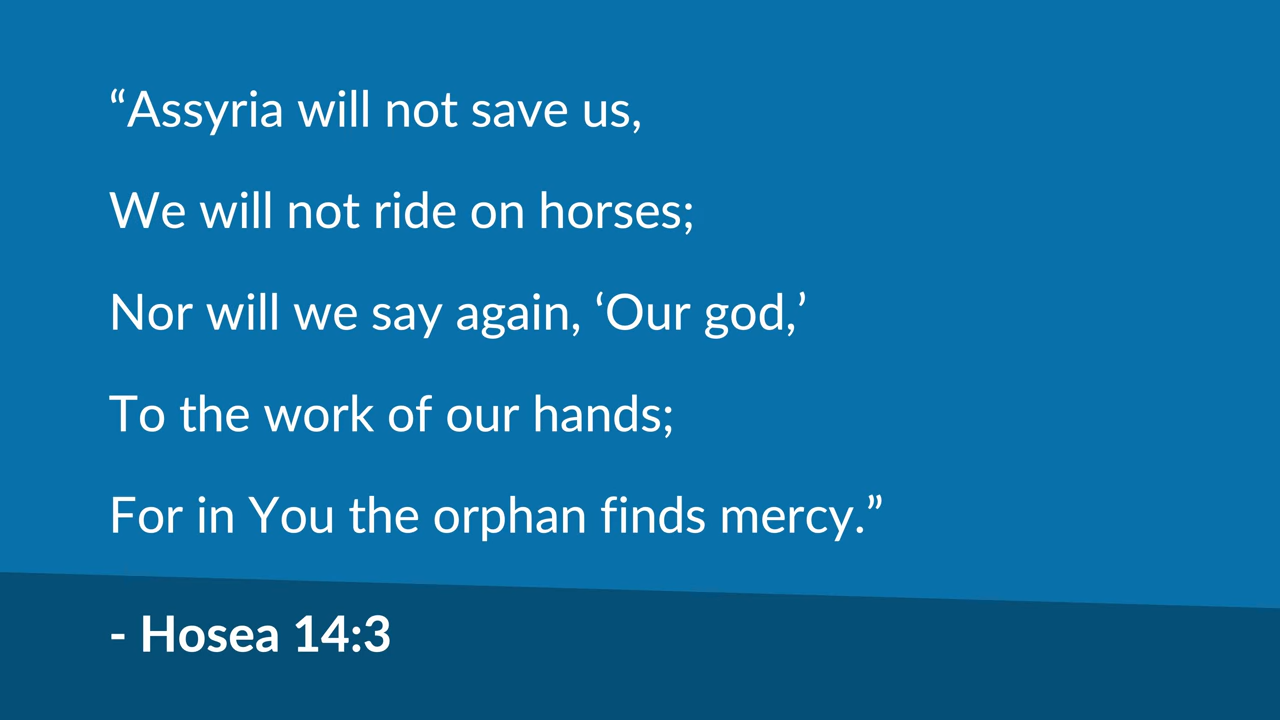 “Assyria will not save us,
We will not ride on horses;
Nor will we say again, ‘Our god,’
To the work of our hands;
For in You the orphan finds mercy.”
- Hosea 14:3